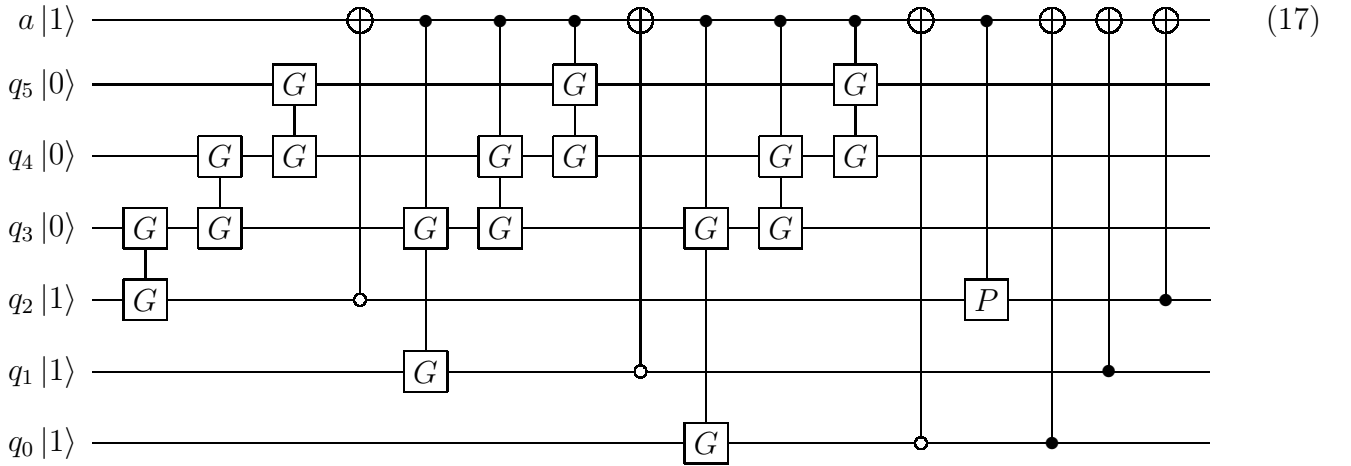 a |1⟩ (17)
q₅ |0⟩ G G G
q₄ |0⟩ G G G G G G
q₃ |0⟩ G G G G G G
q₂ |1⟩ G P
q₁ |1⟩ G
q₀ |1⟩ G